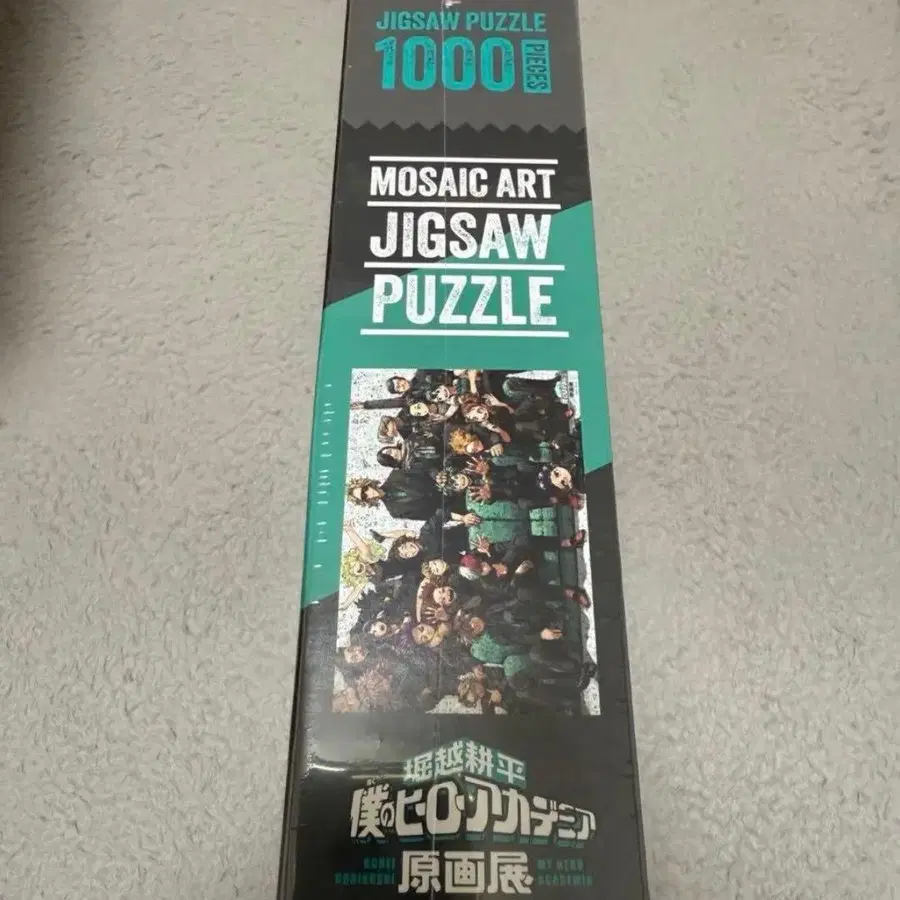 JIGSAW PUZZLE
1000 PIECES
MOSAIC ART
JIGSAW
PUZZLE
堀越耕平
僕のヒーローアカデミア
原画展
KOHEI
HORIKOSHI
MY HERO
ACADEMIA